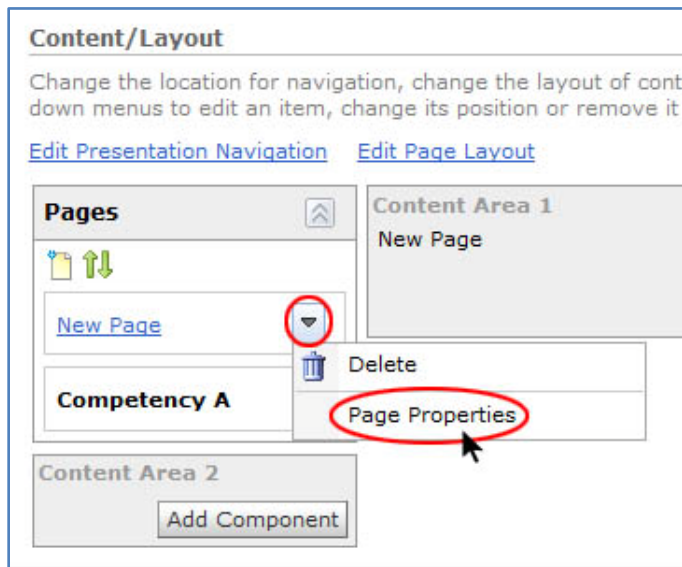 Content/Layout
Change the location for navigation, change the layout of cont
down menus to edit an item, change its position or remove it
Edit Presentation Navigation Edit Page Layout
Pages
Content Area 1
New Page
New Page
Delete
Competency A
Page Properties
Content Area 2
Add Component